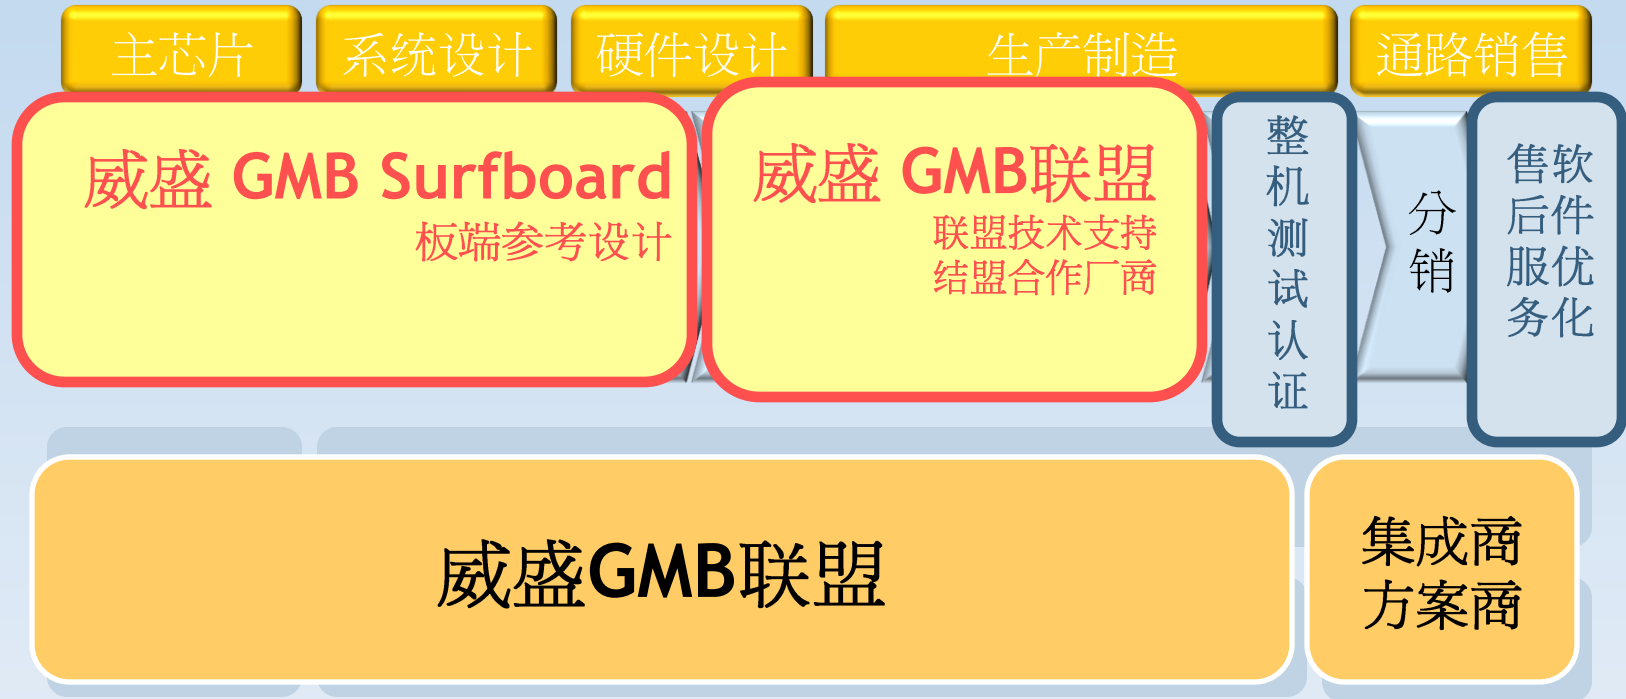 主芯片
系统设计
硬件设计
生产制造
通路销售
威盛 GMB Surfboard
板端参考设计
威盛 GMB联盟
联盟技术支持
结盟合作厂商
整机测试认证
分销
售后服务
软件优化
威盛GMB联盟
集成商
方案商